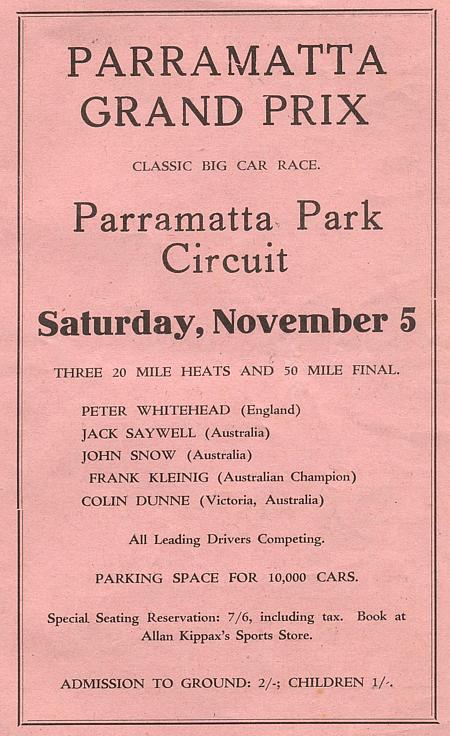 PARRAMATTA
GRAND PRIX
CLASSIC BIG CAR RACE.
Parramatta Park
Circuit
Saturday, November 5
THREE 20 MILE HEATS AND 50 MILE FINAL.
PETER WHITEHEAD (England)
JACK SAYWELL (Australia)
JOHN SNOW (Australia)
FRANK KLEINIG (Australian Champion)
COLIN DUNNE (Victoria, Australia)
All Leading Drivers Competing.
PARKING SPACE FOR 10,000 CARS.
Special Seating Reservation: 7/6, including tax. Book at
Allan Kippax's Sports Store.
ADMISSION TO GROUND: 2/-; CHILDREN 1/-.